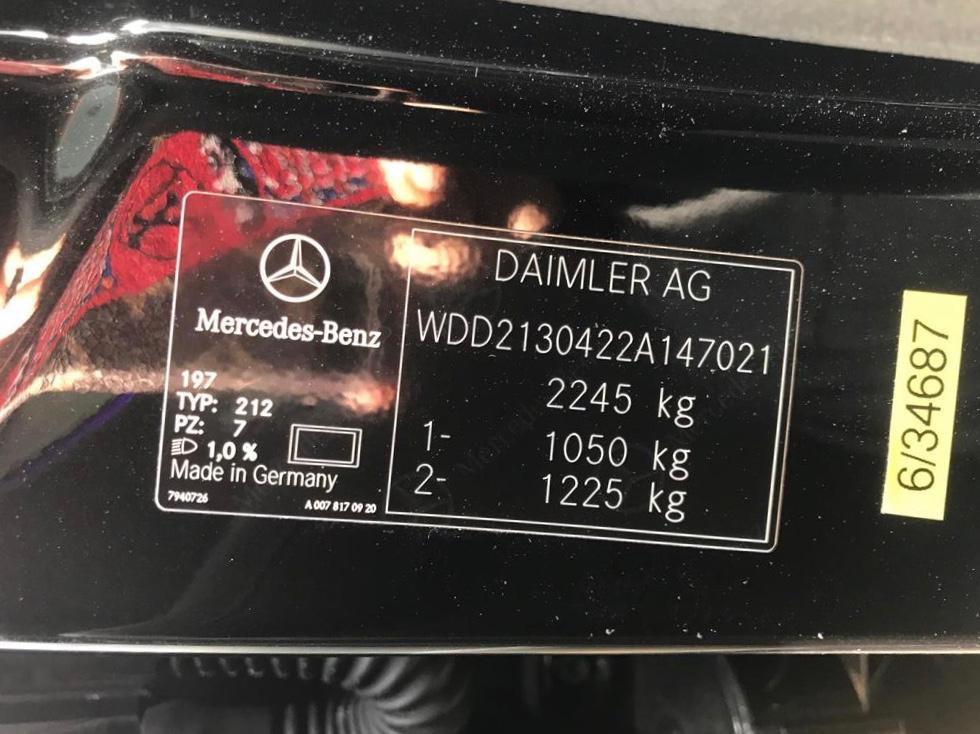 Mercedes-Benz
197
TYP: 212
PZ: 7
1,0 %
Made in Germany
7940726
A 007 817 09 20
DAIMLER AG
WDD2130422A147021
2245 kg
1- 1050 kg
2- 1225 kg
6/34687